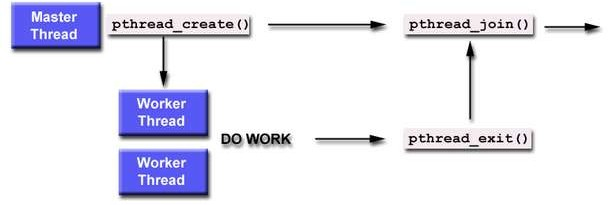 Master
Thread
pthread_create()
pthread_join()
Worker
Thread
DO WORK
pthread_exit()
Worker
Thread